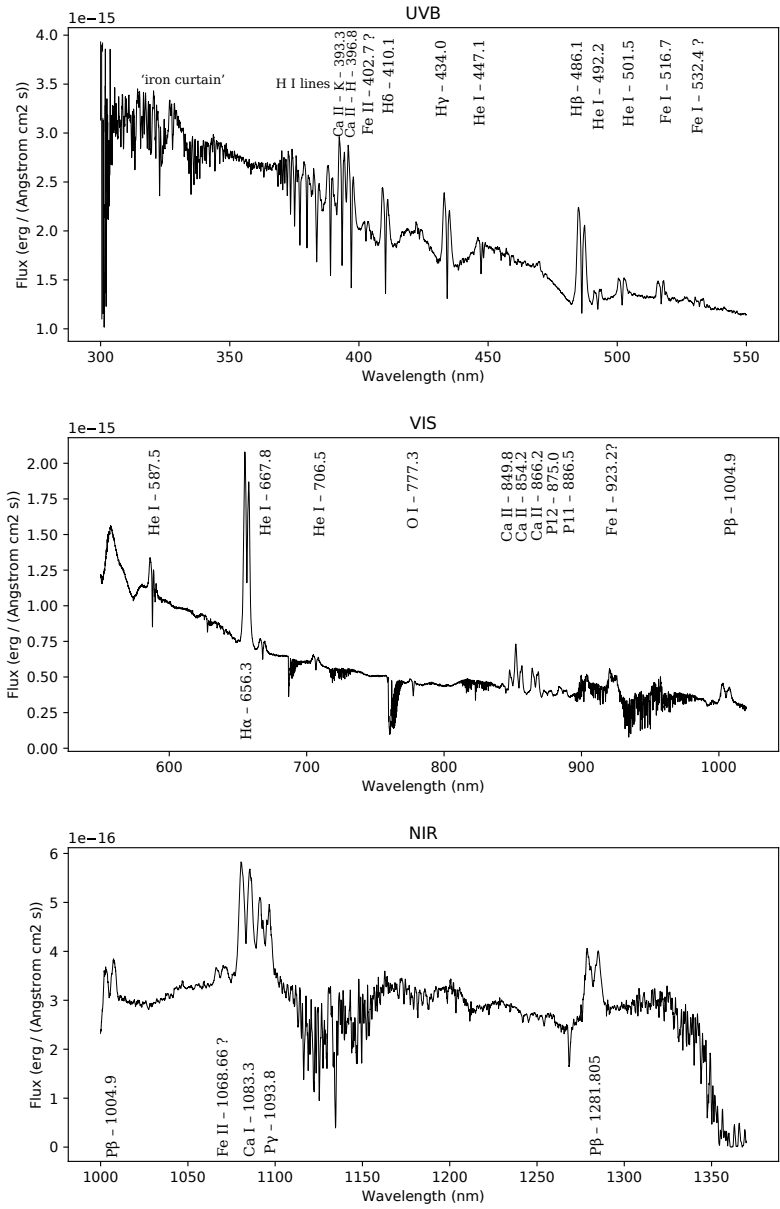 UVB
1e−15
4.0
3.5
3.0
2.5
2.0
1.5
1.0
Flux (erg / (Angstrom cm2 s))
'iron curtain'
H I lines
Ca II – K – 393.3
Ca II – H – 396.8
Fe II – 402.7 ?
Hδ – 410.1
Hγ – 434.0
He I – 447.1
Hβ – 486.1
He I – 492.2
He I – 501.5
Fe I – 516.7
Fe I – 532.4 ?
300
350
400
450
500
550
Wavelength (nm)
VIS
1e−15
2.00
1.75
1.50
1.25
1.00
0.75
0.50
0.25
0.00
Flux (erg / (Angstrom cm2 s))
He I – 587.5
Hα – 656.3
He I – 667.8
He I – 706.5
O I – 777.3
Ca II – 849.8
Ca II – 854.2
Ca II – 866.2
P12 – 875.0
P11 – 886.5
Fe I – 923.2?
Pβ – 1004.9
600
700
800
900
1000
Wavelength (nm)
NIR
1e−16
6
5
4
3
2
1
0
Flux (erg / (Angstrom cm2 s))
Pβ – 1004.9
Fe II – 1068.66 ?
Ca I – 1083.3
Pγ – 1093.8
Pβ – 1281.805
1000
1050
1100
1150
1200
1250
1300
1350
Wavelength (nm)